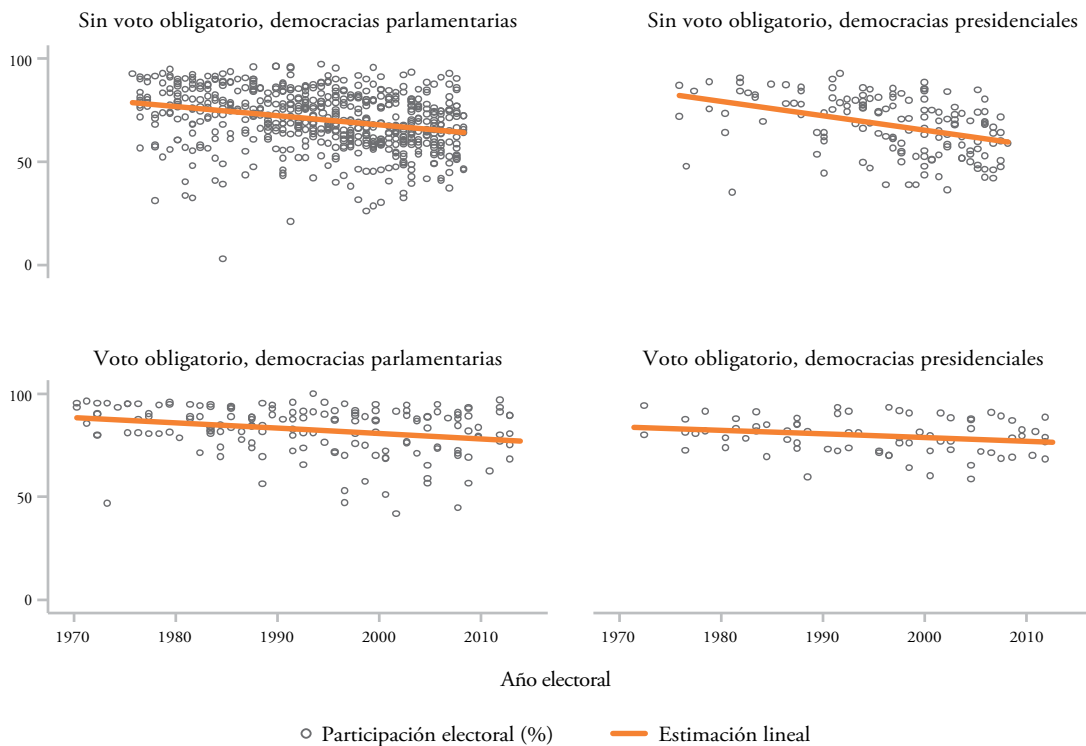 Sin voto obligatorio, democracias parlamentarias
Sin voto obligatorio, democracias presidenciales
100
50
0
Voto obligatorio, democracias parlamentarias
Voto obligatorio, democracias presidenciales
100
50
0
1970 1980 1990 2000 2010
1970 1980 1990 2000 2010
Año electoral
Participación electoral (%) Estimación lineal